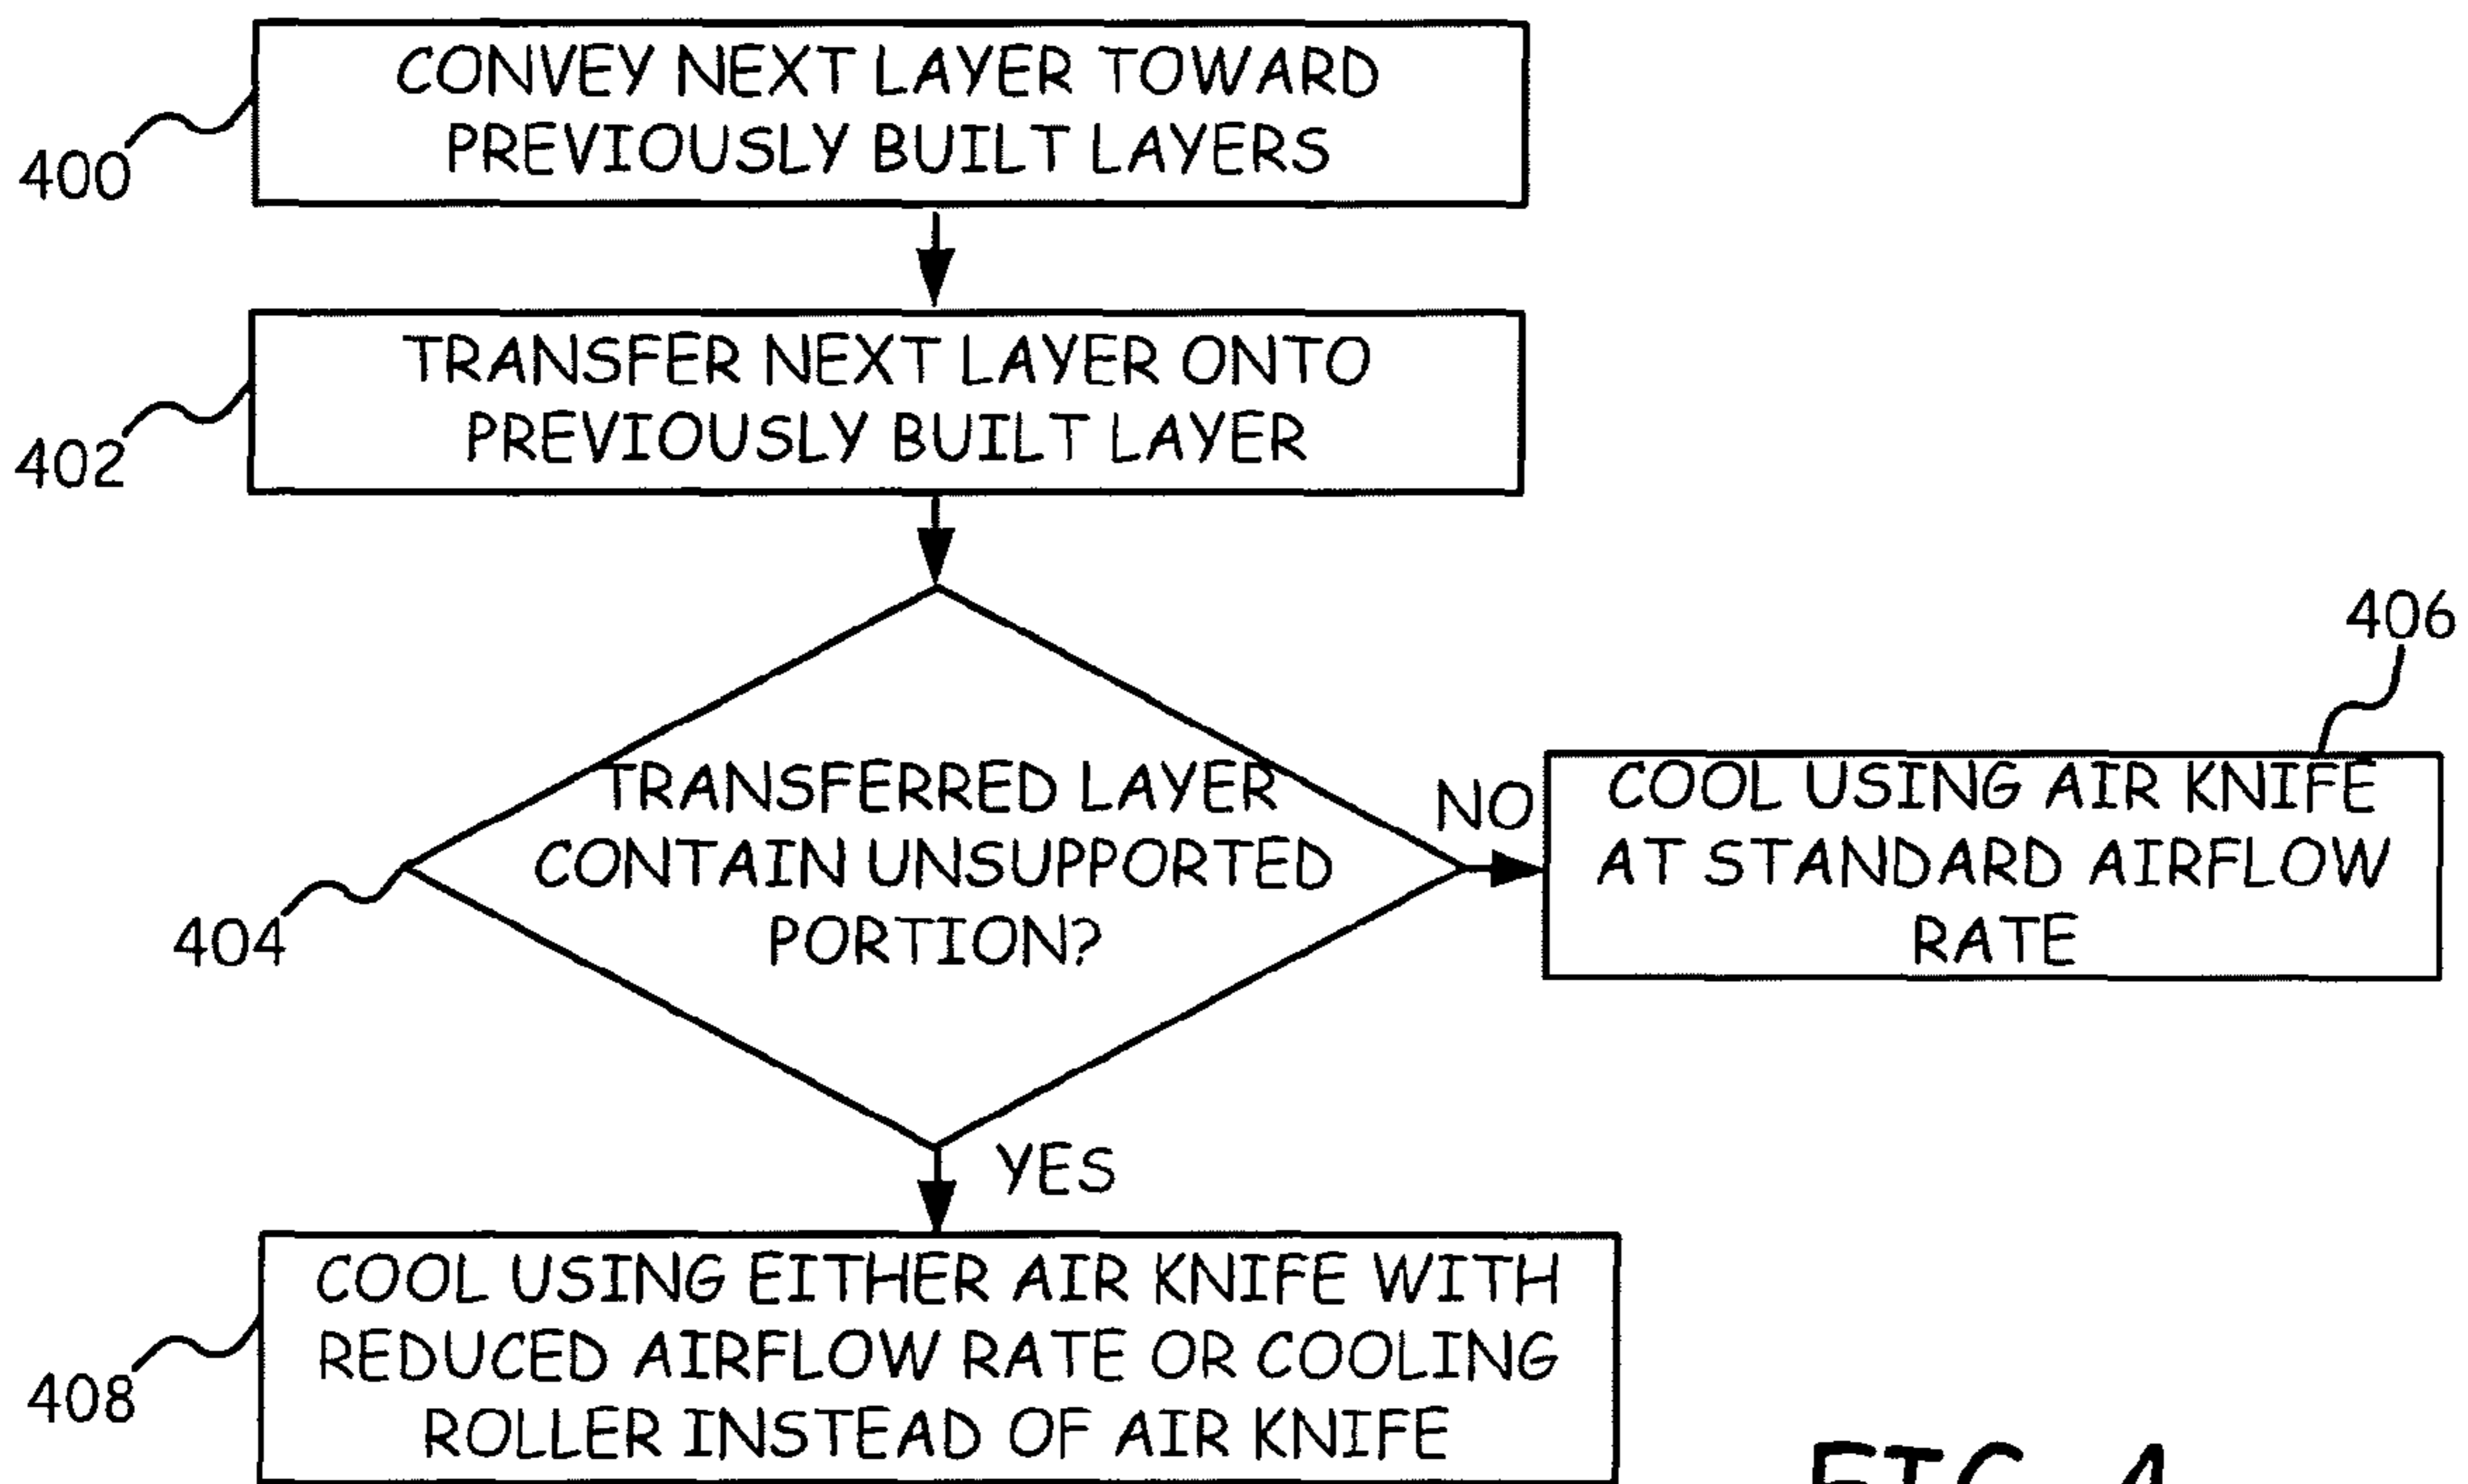 CONVEY NEXT LAYER TOWARD
PREVIOUSLY BUILT LAYERS
400
TRANSFER NEXT LAYER ONTO
PREVIOUSLY BUILT LAYER
402
TRANSFERRED LAYER
CONTAIN UNSUPPORTED
PORTION?
404
NO
406
COOL USING AIR KNIFE
AT STANDARD AIRFLOW
RATE
YES
COOL USING EITHER AIR KNIFE WITH
REDUCED AIRFLOW RATE OR COOLING
ROLLER INSTEAD OF AIR KNIFE
408
FIG. 4